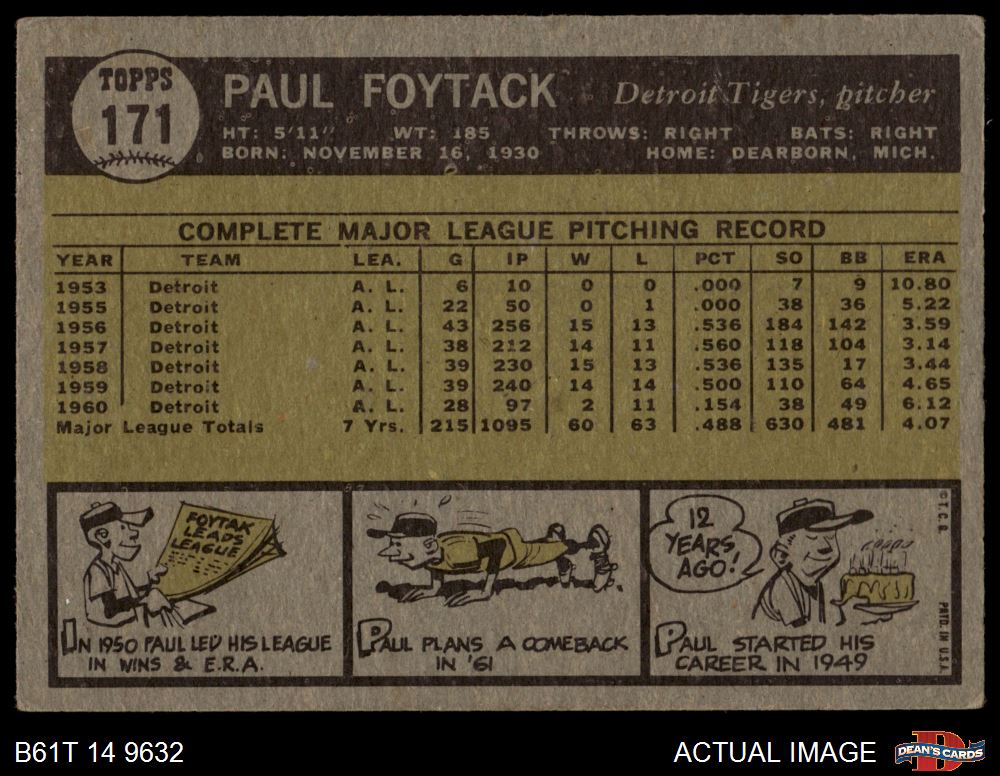 TOPPS
171
PAUL FOYTACK Detroit Tigers, pitcher
HT: 5'11" WT: 185 THROWS: RIGHT BATS: RIGHT
BORN: NOVEMBER 16, 1930 HOME: DEARBORN, MICH.
COMPLETE MAJOR LEAGUE PITCHING RECORD
YEAR TEAM LEA. G IP W L PCT SO BB ERA
1953 Detroit A. L. 6 10 0 0 .000 7 9 10.80
1955 Detroit A. L. 22 50 0 1 .000 38 36 5.22
1956 Detroit A. L. 43 256 15 13 .536 184 142 3.59
1957 Detroit A. L. 38 212 14 11 .560 118 104 3.14
1958 Detroit A. L. 39 230 15 13 .536 135 17 3.44
1959 Detroit A. L. 39 240 14 14 .500 110 64 4.65
1960 Detroit A. L. 28 97 2 11 .154 38 49 6.12
Major League Totals 7 Yrs. 215 1095 60 63 .488 630 481 4.07
FOYTAK
LEADS
LEAGUE
IN 1950 PAUL LED HIS LEAGUE
IN WINS & E.R.A.
PAUL PLANS A COMEBACK
IN '61
12
YEARS
AGO!
PAUL STARTED HIS
CAREER IN 1949
© T.C.G.
PRTD. IN U.S.A.
B61T 14 9632
ACTUAL IMAGE
D
DEAN'S CARDS